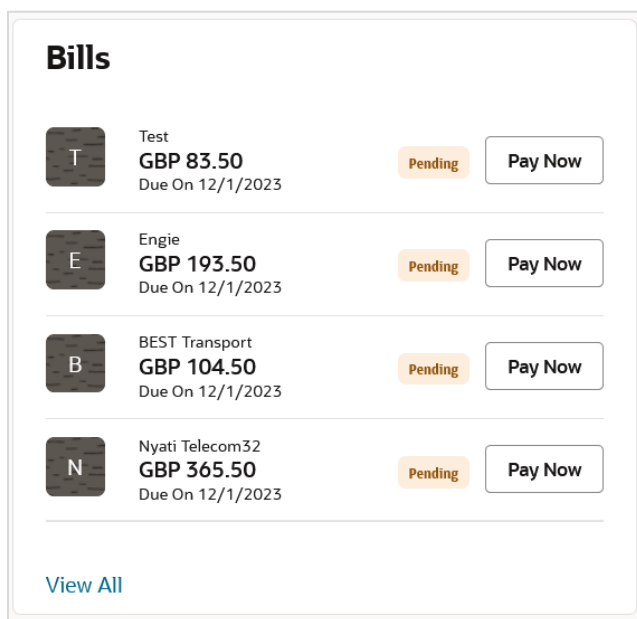 Bills
T
Test
GBP 83.50
Due On 12/1/2023
Pending
Pay Now
E
Engie
GBP 193.50
Due On 12/1/2023
Pending
Pay Now
B
BEST Transport
GBP 104.50
Due On 12/1/2023
Pending
Pay Now
N
Nyati Telecom32
GBP 365.50
Due On 12/1/2023
Pending
Pay Now
View All